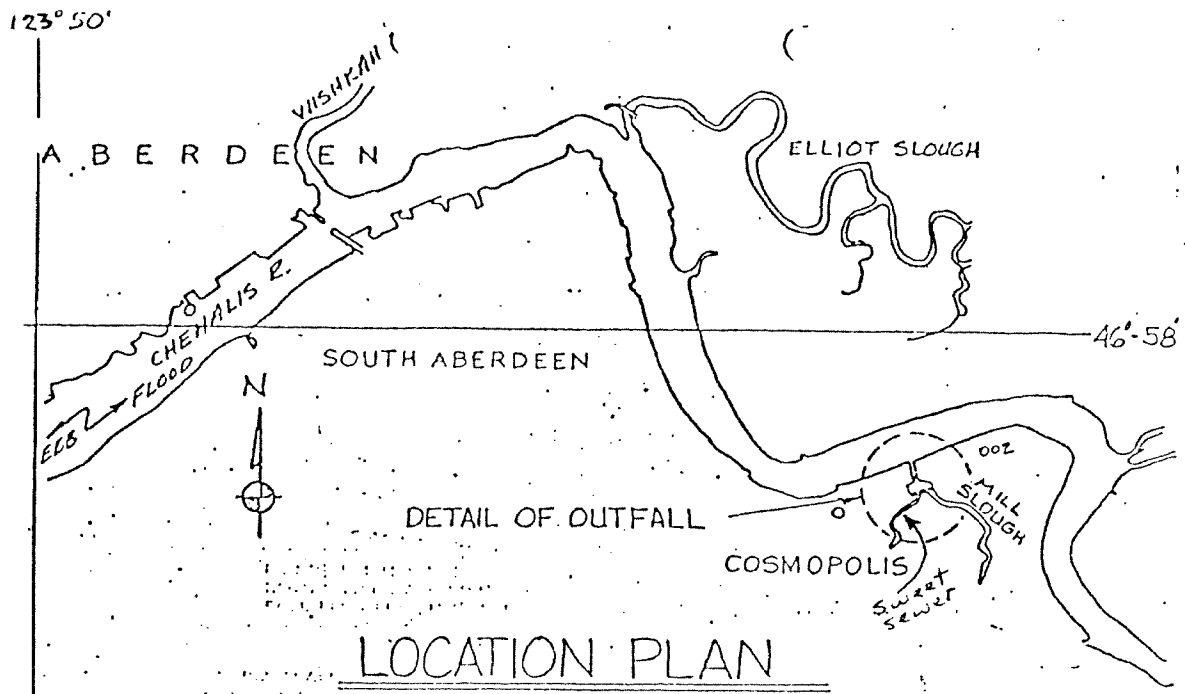 123° 50'
WISHKAH
ABERDEEN
ELLIOT SLOUGH
CHEHALIS R.
FLOOD
EBB
46°-58'
SOUTH ABERDEEN
N
002
MILL
SLOUGH
DETAIL OF OUTFALL
COSMOPOLIS
Sweet
sewer
LOCATION PLAN